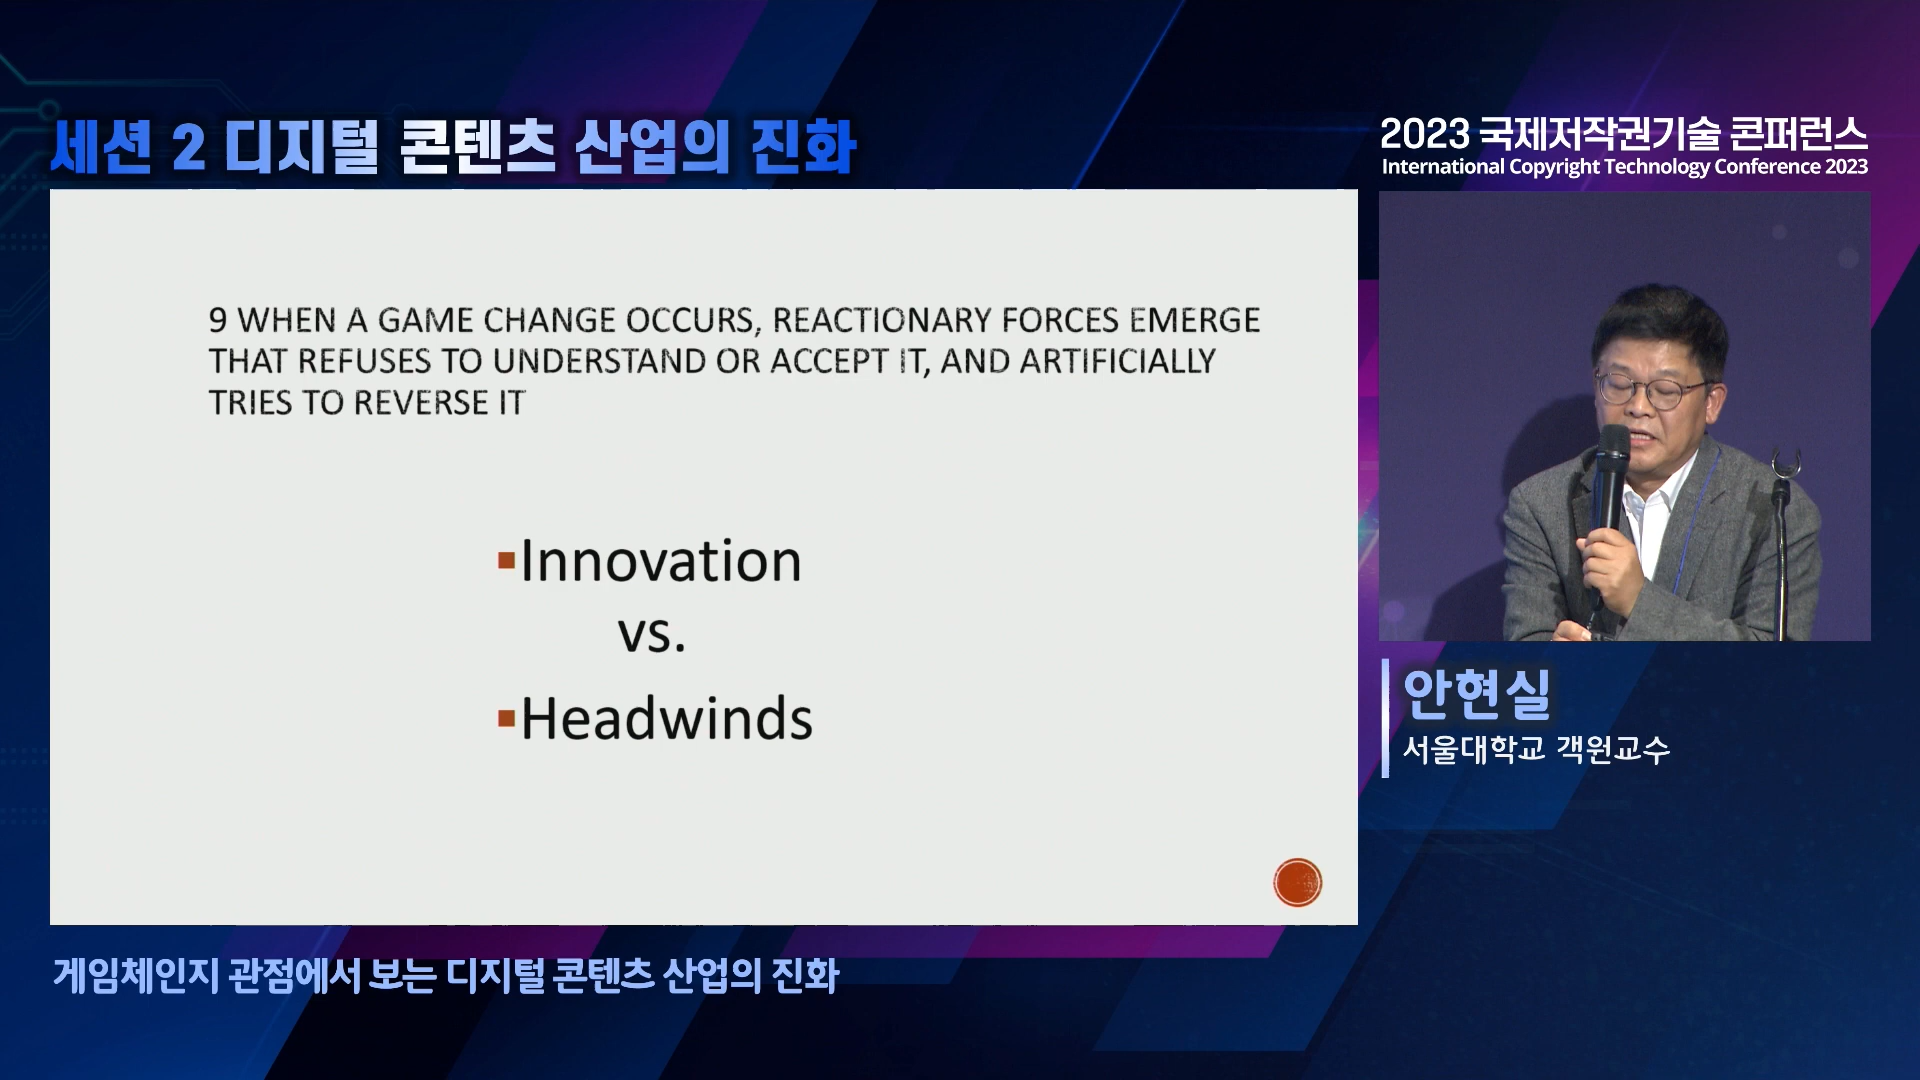 세션 2 디지털 콘텐츠 산업의 진화
2023 국제저작권기술 콘퍼런스
International Copyright Technology Conference 2023
9 WHEN A GAME CHANGE OCCURS, REACTIONARY FORCES EMERGE
THAT REFUSES TO UNDERSTAND OR ACCEPT IT, AND ARTIFICIALLY
TRIES TO REVERSE IT
▪Innovation
vs.
▪Headwinds
안현실
서울대학교 객원교수
게임체인지 관점에서 보는 디지털 콘텐츠 산업의 진화